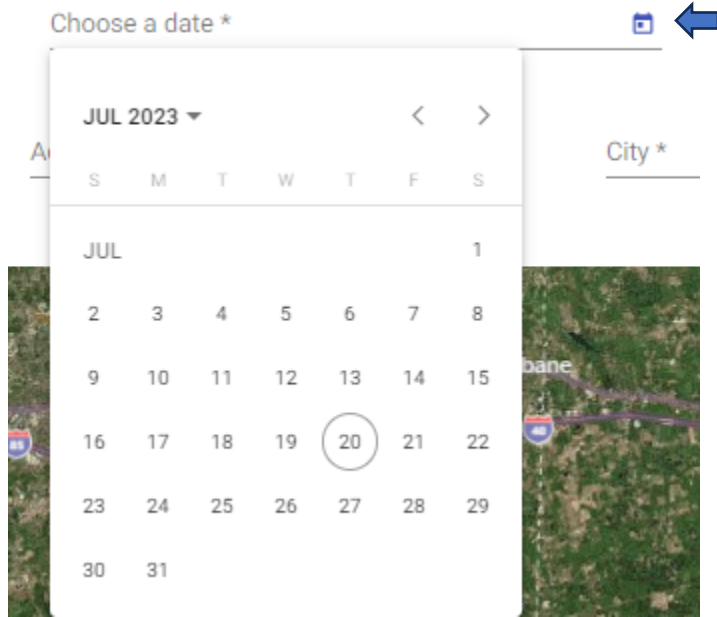 Choose a date *
JUL 2023
City *
S M T W T F S
JUL 1
2 3 4 5 6 7 8
9 10 11 12 13 14 15
bane
16 17 18 19 20 21 22
85
40
23 24 25 26 27 28 29
30 31